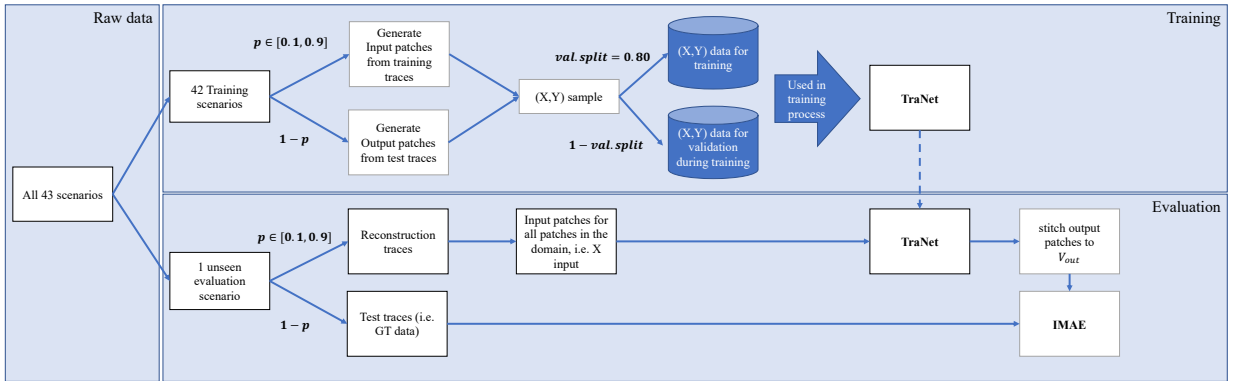 Raw data
All 43 scenarios
Training
42 Training
scenarios
p ∈ [0.1, 0.9]
1 − p
Generate
Input patches
from training
traces
Generate
Output patches
from test traces
(X,Y) sample
val.split = 0.80
1 − val.split
(X,Y) data for
training
(X,Y) data for
validation
during training
Used in
training
process
TraNet
Evaluation
1 unseen
evaluation
scenario
p ∈ [0.1, 0.9]
1 − p
Reconstruction
traces
Test traces (i.e.
GT data)
Input patches for
all patches in the
domain, i.e. X
input
TraNet
stitch output
patches to
V_out
IMAE